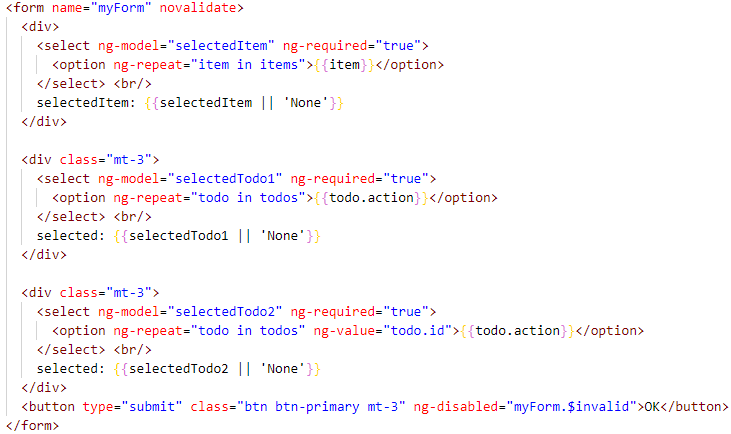 <form name="myForm" novalidate>
  <div>
    <select ng-model="selectedItem" ng-required="true">
      <option ng-repeat="item in items">{{item}}</option>
    </select> <br/>
    selectedItem: {{selectedItem || 'None'}}
  </div>

  <div class="mt-3">
    <select ng-model="selectedTodo1" ng-required="true">
      <option ng-repeat="todo in todos">{{todo.action}}</option>
    </select> <br/>
    selected: {{selectedTodo1 || 'None'}}
  </div>

  <div class="mt-3">
    <select ng-model="selectedTodo2" ng-required="true">
      <option ng-repeat="todo in todos" ng-value="todo.id">{{todo.action}}</option>
    </select> <br/>
    selected: {{selectedTodo2 || 'None'}}
  </div>
  <button type="submit" class="btn btn-primary mt-3" ng-disabled="myForm.$invalid">OK</button>
</form>